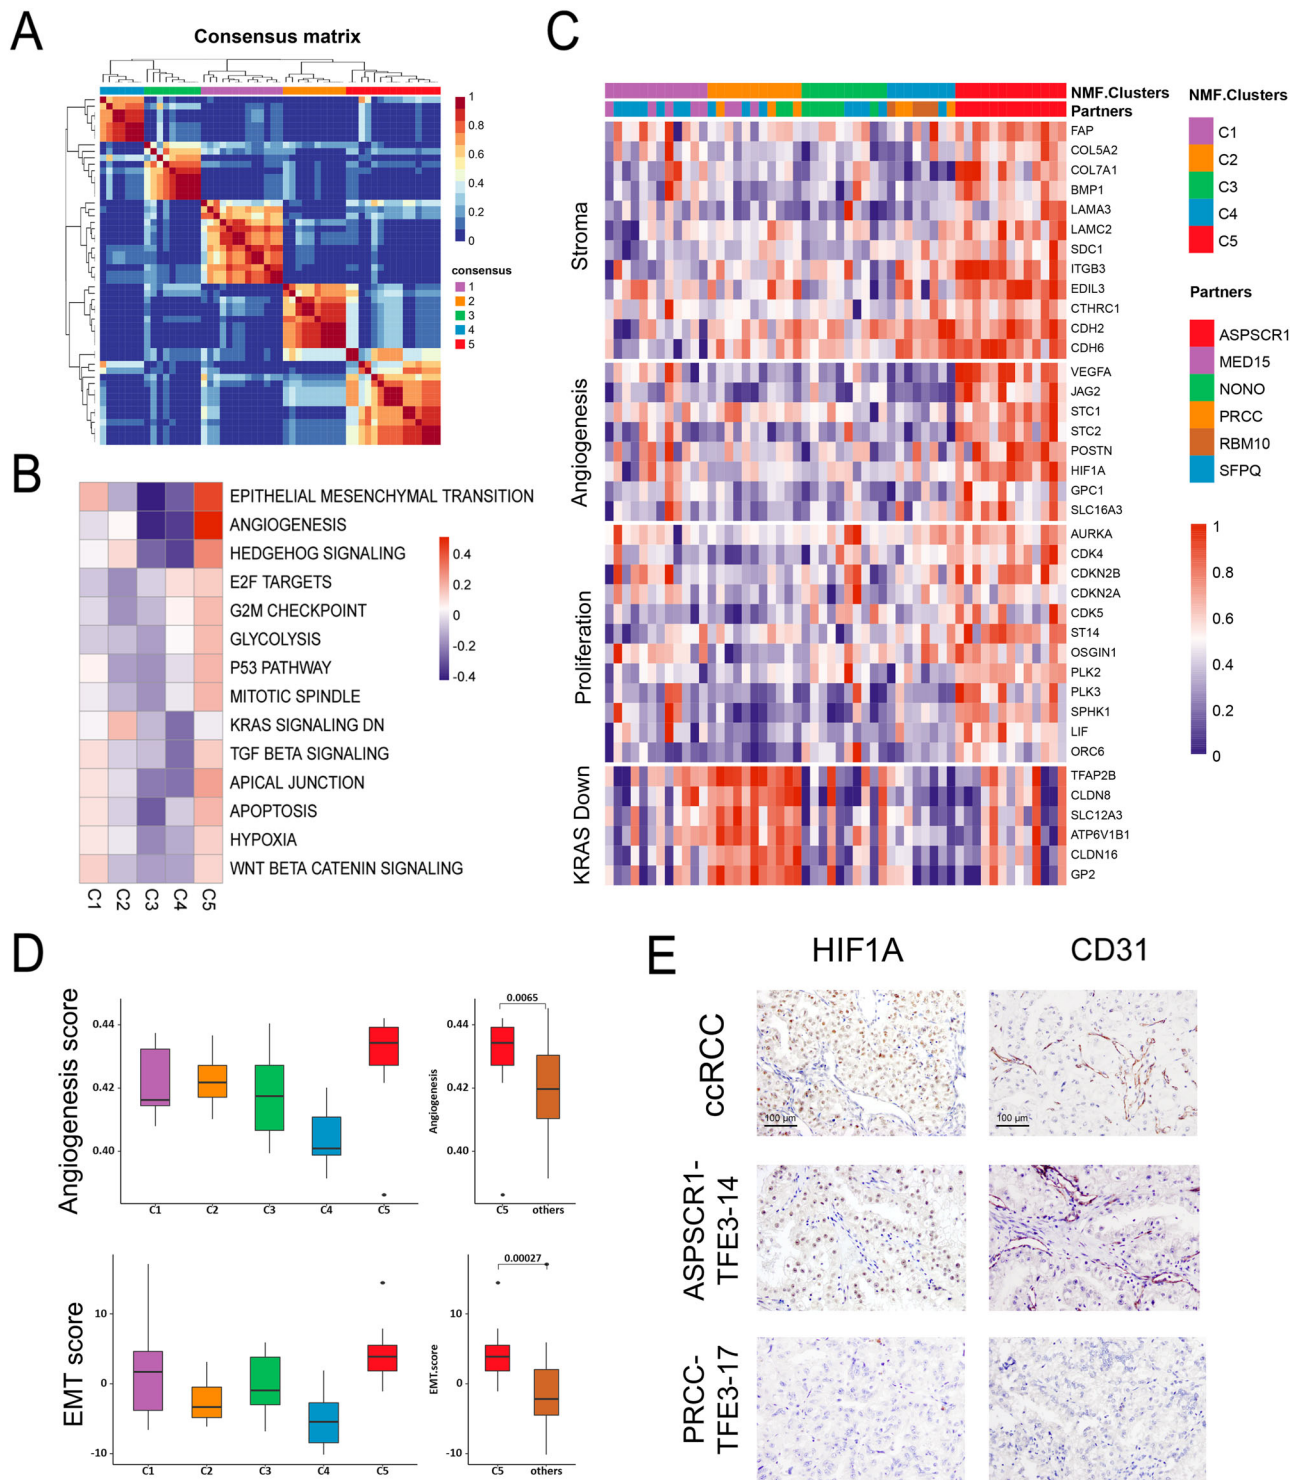 A
Consensus matrix
1
0.8
0.6
0.4
0.2
0
consensus
1
2
3
4
5
B
EPITHELIAL MESENCHYMAL TRANSITION
ANGIOGENESIS
HEDGEHOG SIGNALING
E2F TARGETS
G2M CHECKPOINT
GLYCOLYSIS
P53 PATHWAY
MITOTIC SPINDLE
KRAS SIGNALING DN
TGF BETA SIGNALING
APICAL JUNCTION
APOPTOSIS
HYPOXIA
WNT BETA CATENIN SIGNALING
C1 C2 C3 C4 C5
0.4
0.2
0
-0.2
-0.4
C
NMF.Clusters
Partners
Stroma
FAP
COL5A2
COL7A1
BMP1
LAMA3
LAMC2
SDC1
ITGB3
EDIL3
CTHRC1
CDH2
CDH6
Angiogenesis
VEGFA
JAG2
STC1
STC2
POSTN
HIF1A
GPC1
SLC16A3
Proliferation
AURKA
CDK4
CDKN2B
CDKN2A
CDK5
ST14
OSGIN1
PLK2
PLK3
SPHK1
LIF
ORC6
KRAS Down
TFAP2B
CLDN8
SLC12A3
ATP6V1B1
CLDN16
GP2
NMF.Clusters
C1
C2
C3
C4
C5
Partners
ASPSCR1
MED15
NONO
PRCC
RBM10
SFPQ
1
0.8
0.6
0.4
0.2
0
D
Angiogenesis score
0.44
0.42
0.40
C1 C2 C3 C4 C5
Angiogenesis
0.44
0.42
0.40
0.0065
C5 others
EMT score
10
0
-10
C1 C2 C3 C4 C5
EMT.score
10
0
-10
0.00027
C5 others
E
HIF1A CD31
ccRCC
100 μm
100 μm
ASPSCR1-
TFE3-14
PRCC-
TFE3-17